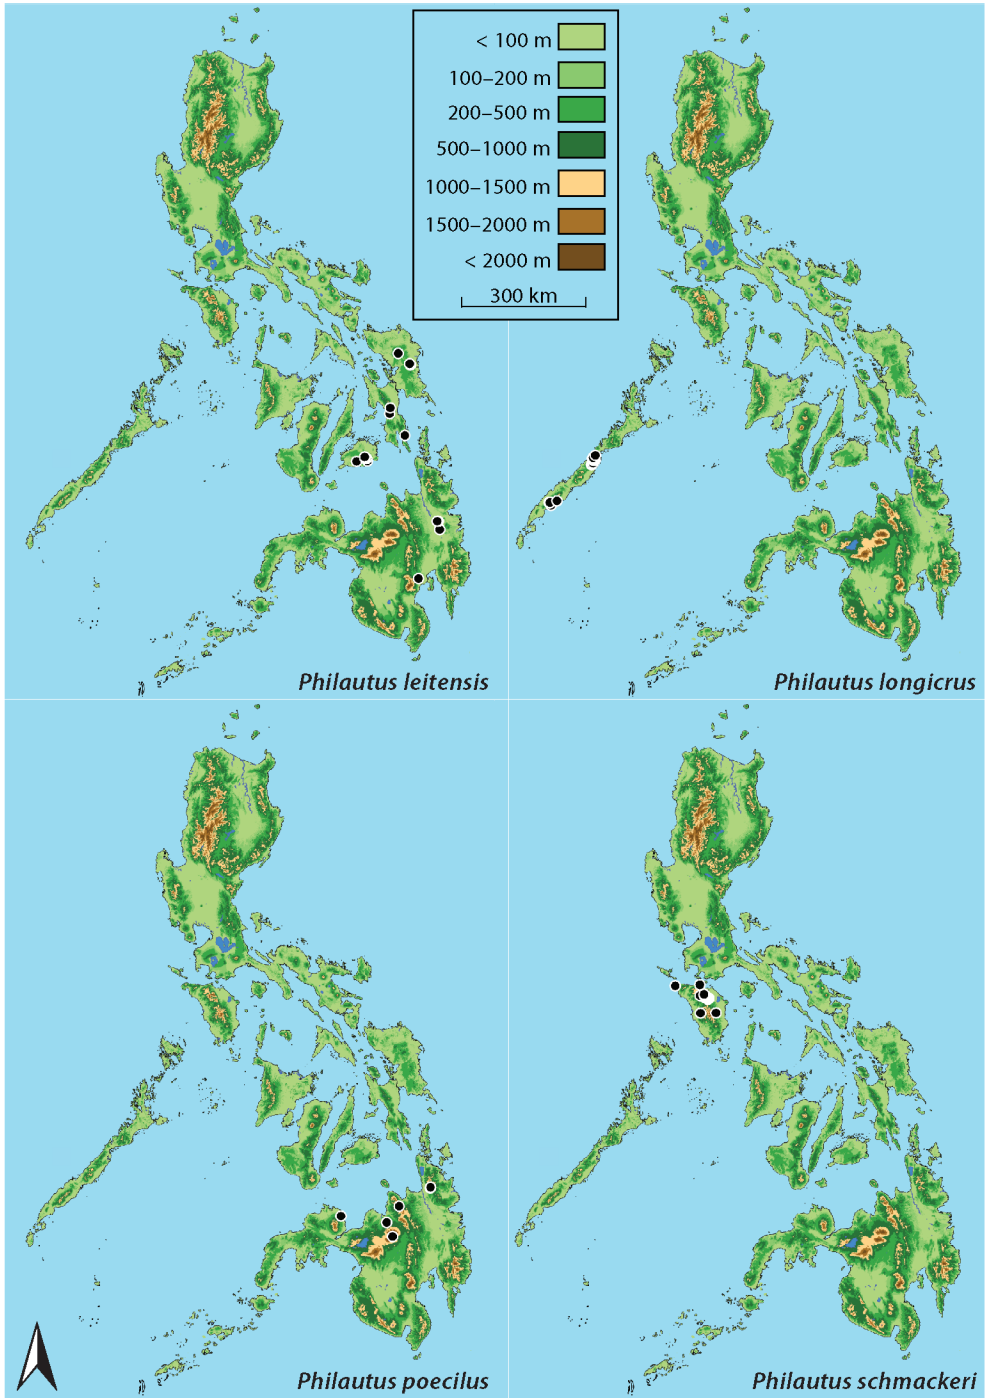 < 100 m
100–200 m
200–500 m
500–1000 m
1000–1500 m
1500–2000 m
< 2000 m
300 km
Philautus leitensis
Philautus longicrus
Philautus poecilus
Philautus schmackeri